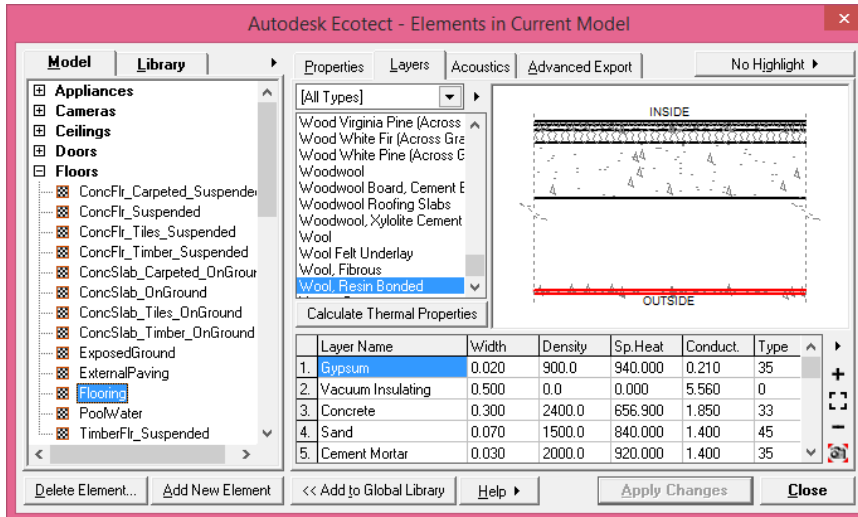 Autodesk Ecotect - Elements in Current Model
Model Library
Properties Layers Acoustics Advanced Export No Highlight
Appliances
Cameras
Ceilings
Doors
Floors
ConcFlr_Carpeted_Suspende
ConcFlr_Suspended
ConcFlr_Tiles_Suspended
ConcFlr_Timber_Suspended
ConcSlab_Carpeted_OnGroun
ConcSlab_OnGround
ConcSlab_Tiles_OnGround
ConcSlab_Timber_OnGround
ExposedGround
ExternalPaving
Flooring
PoolWater
TimberFlr_Suspended
[All Types]
Wood Virginia Pine (Across
Wood White Fir (Across Gra
Wood White Pine (Across G
Woodwool
Woodwool Board, Cement B
Woodwool Roofing Slabs
Woodwool, Xylolite Cement
Wool
Wool Felt Underlay
Wool, Fibrous
Wool, Resin Bonded
Calculate Thermal Properties
INSIDE
OUTSIDE
Layer Name Width Density Sp.Heat Conduct. Type
1. Gypsum 0.020 900.0 940.000 0.210 35
2. Vacuum Insulating 0.500 0.0 0.000 5.560 0
3. Concrete 0.300 2400.0 656.900 1.850 33
4. Sand 0.070 1500.0 840.000 1.400 45
5. Cement Mortar 0.030 2000.0 920.000 1.400 35
Delete Element... Add New Element << Add to Global Library Help Apply Changes Close